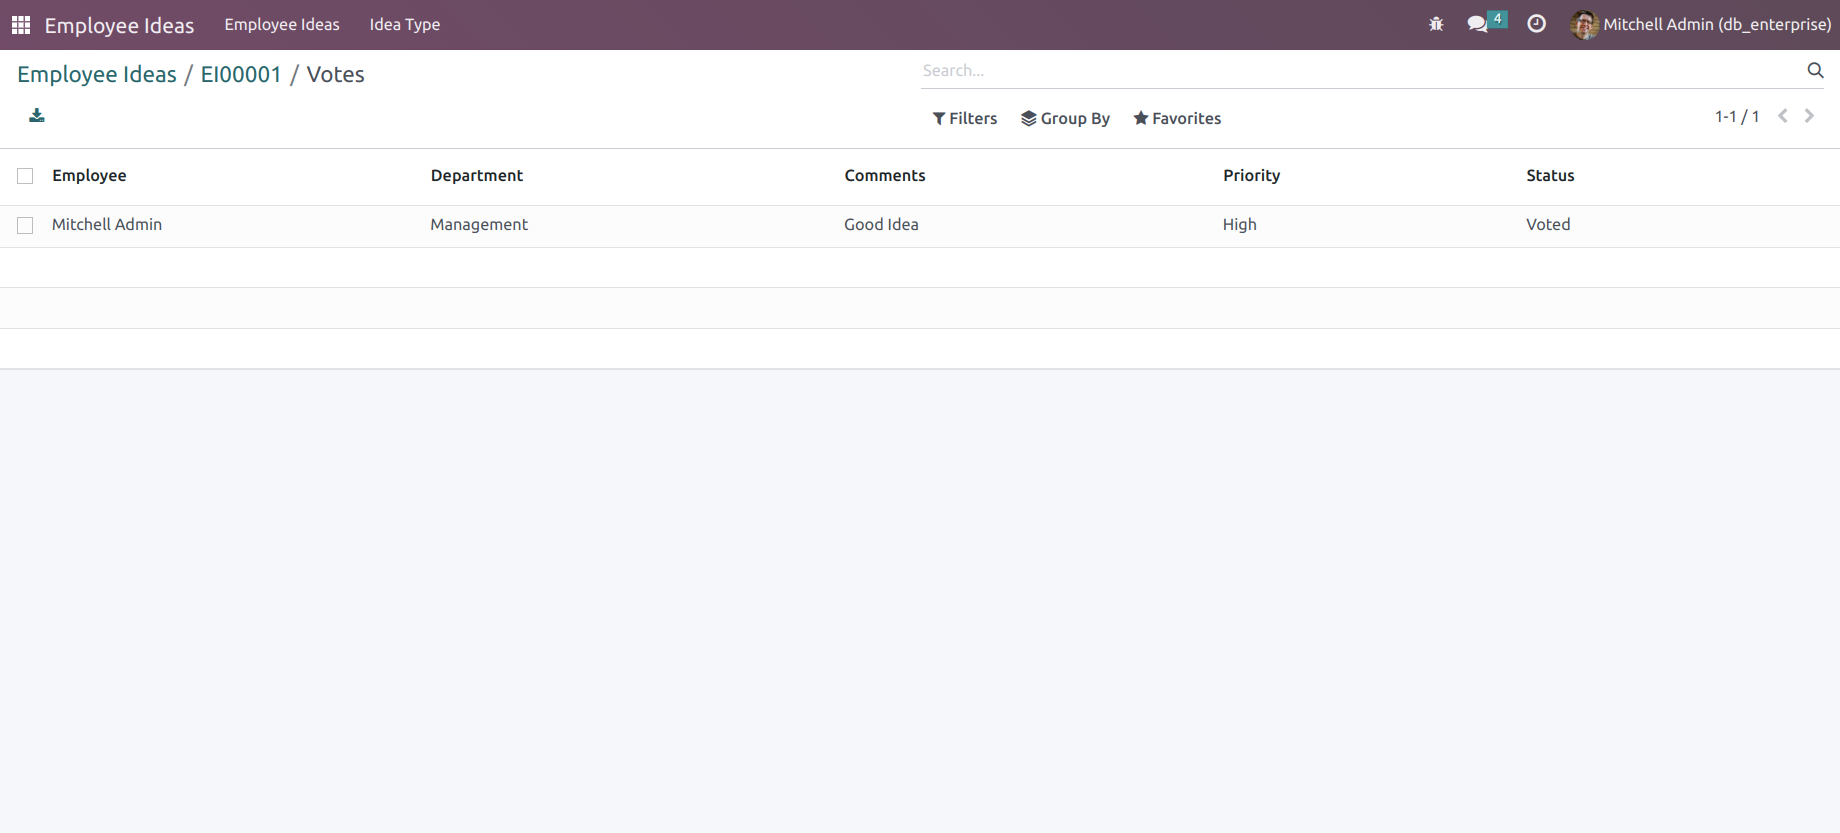 Employee Ideas Employee Ideas Idea Type 4 Mitchell Admin (db_enterprise)
Employee Ideas / EI00001 / Votes Search...
Filters Group By Favorites 1-1 / 1
Employee Department Comments Priority Status
Mitchell Admin Management Good Idea High Voted